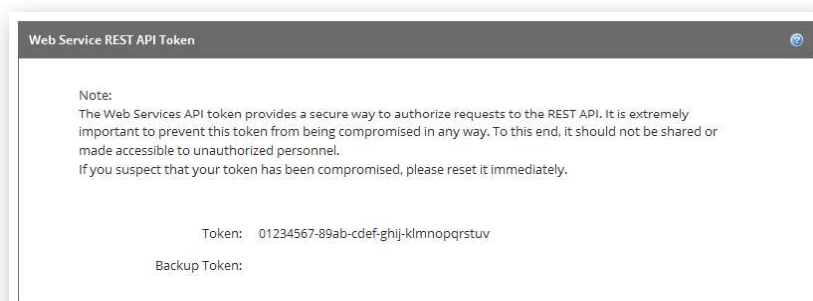 Web Service REST API Token
Note:
The Web Services API token provides a secure way to authorize requests to the REST API. It is extremely
important to prevent this token from being compromised in any way. To this end, it should not be shared or
made accessible to unauthorized personnel.
If you suspect that your token has been compromised, please reset it immediately.
Token: 01234567-89ab-cdef-ghij-klmnopqrstuv
Backup Token: